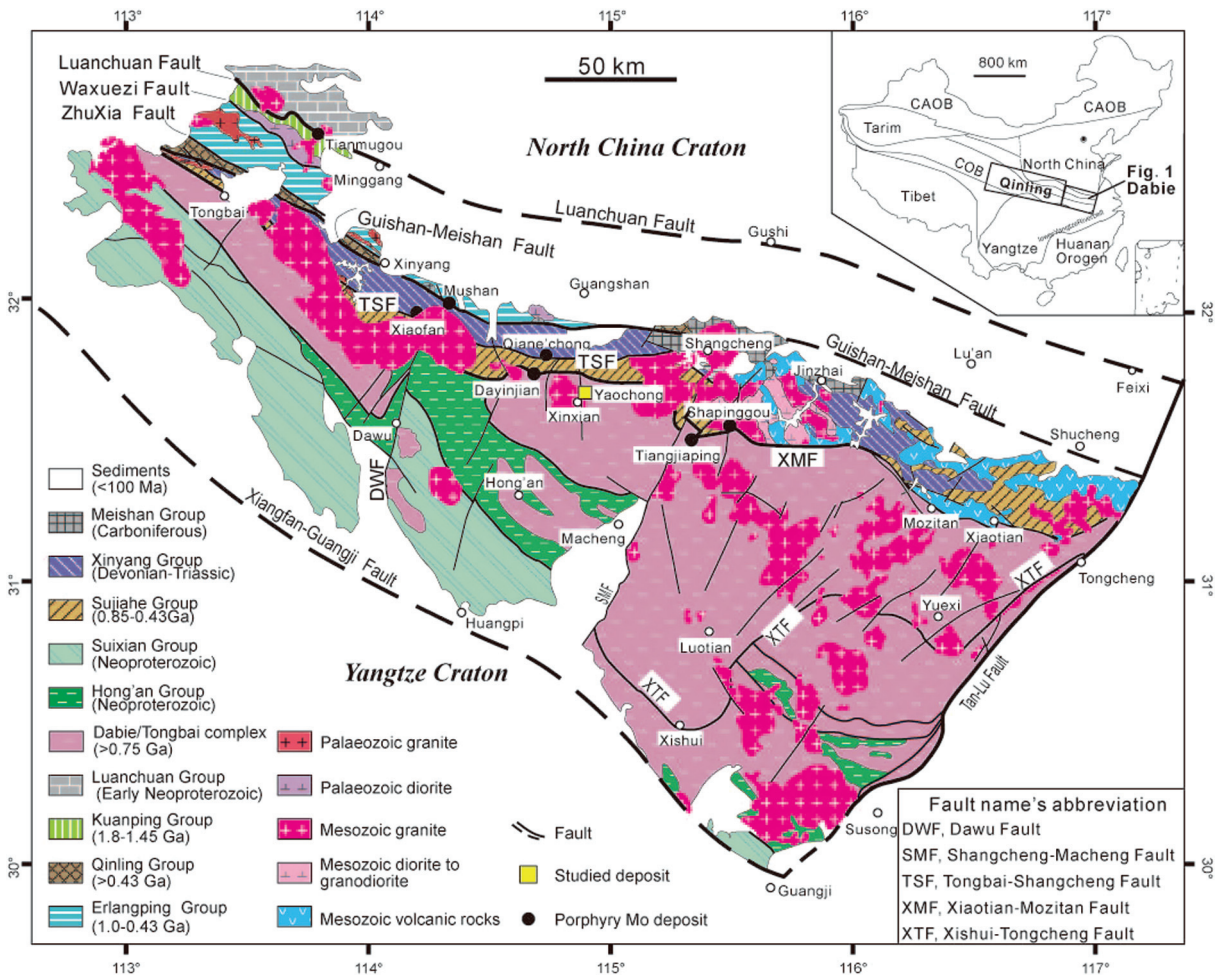 113°
114°
115°
116°
117°
Luanchuan Fault
Waxuezi Fault
ZhuXia Fault
50 km
800 km
CAOB
CAOB
Tarim
North China
COB
Qinling
Fig. 1
Dabie
Tibet
Yangtze
Huanan
Orogen
North China Craton
Tianmugou
Minggang
Luanchuan Fault
Gushi
Tongbai
Guishan-Meishan Fault
Xinyang
Guangshan
Mushan
32°
32°
TSF
Xiaofan
Qiane'chong
TSF
Shangcheng
Guishan-Meishan Fault
Lu'an
Feixi
Jinzhai
Dayinjian
Yaochong
Xinxian
Shapinggou
Dawu
Tiangjiaping
XMF
Shucheng
DWF
Hong'an
Macheng
Mozitan
Xiaotian
Xiangfan-Guangji Fault
31°
31°
SMF
XTF
Tongcheng
Huangpi
Luotian
XTF
Yuexi
Yangtze Craton
XTF
Xishui
Tan-Lu Fault
Susong
Guangji
30°
30°
Sediments
(<100 Ma)
Meishan Group
(Carboniferous)
Xinyang Group
(Devonian-Triassic)
Sujiahe Group
(0.85-0.43Ga)
Suixian Group
(Neoproterozoic)
Hong'an Group
(Neoproterozoic)
Dabie/Tongbai complex
(>0.75 Ga)
Luanchuan Group
(Early Neoproterozoic)
Kuanping Group
(1.8-1.45 Ga)
Qinling Group
(>0.43 Ga)
Erlangping Group
(1.0-0.43 Ga)
Palaeozoic granite
Palaeozoic diorite
Mesozoic granite
Mesozoic diorite to
granodiorite
Mesozoic volcanic rocks
Fault
Studied deposit
Porphyry Mo deposit
Fault name's abbreviation
DWF, Dawu Fault
SMF, Shangcheng-Macheng Fault
TSF, Tongbai-Shangcheng Fault
XMF, Xiaotian-Mozitan Fault
XTF, Xishui-Tongcheng Fault
113°
114°
115°
116°
117°